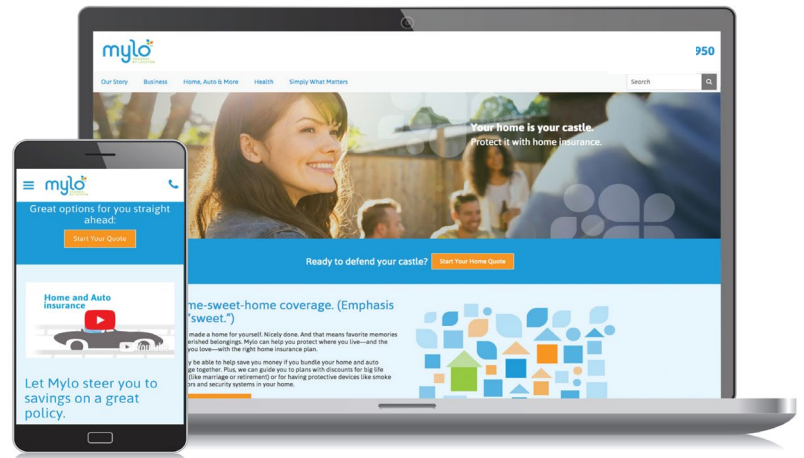 mylo
950
Our Story Business Home, Auto & More Health Simply What Matters
Search
Your home is your castle.
Protect it with home insurance.
Ready to defend your castle? Start Your Home Quote
me-sweet-home coverage. (Emphasis
"sweet.")
made a home for yourself. Nicely done. And that means favorite memories
erished belongings. Mylo can help you protect where you live—and the
you love—with the right home insurance plan.
y be able to help save you money if you bundle your home and auto
ge together. Plus, we can guide you to plans with discounts for big life
(like marriage or retirement) or for having protective devices like smoke
ors and security systems in your home.
mylo
Great options for you straight
ahead:
Start Your Quote
Home and Auto
insurance
YouTube
Let Mylo steer you to
savings on a great
policy.